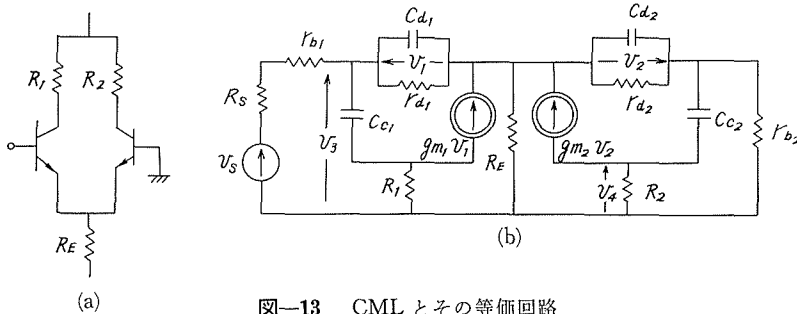 R1
R2
RE
(a)
Cd1
rb1
v1
rd1
RS
Cc1
v3
gm1 v1
vS
R1
RE
Cd2
v2
rd2
Cc2
rb2
gm2 v2
v4
R2
(b)
図—13 CML とその等価回路